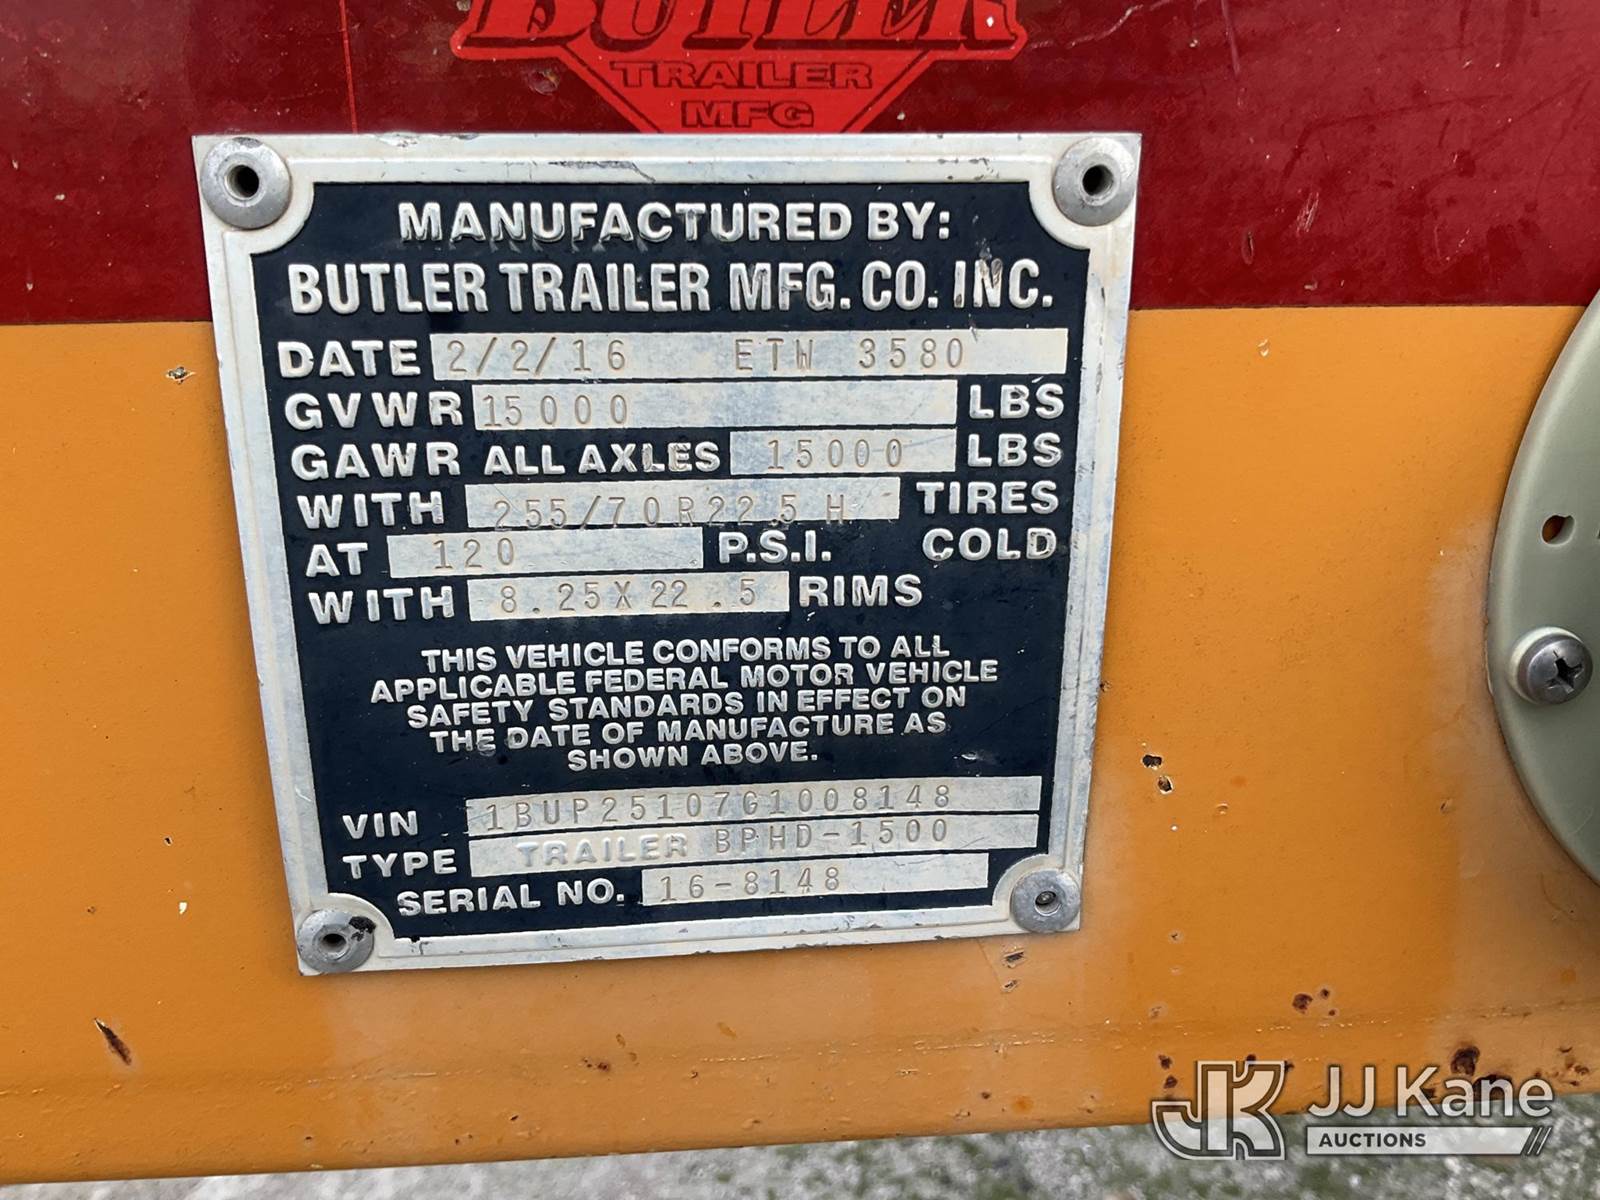 BUTLER
TRAILER
MFG
MANUFACTURED BY:
BUTLER TRAILER MFG. CO. INC.
DATE 2/2/16 ETW 3580
GVWR 15000 LBS
GAWR ALL AXLES 15000 LBS
WITH 255/70R22.5 H TIRES
AT 120 P.S.I. COLD
WITH 8.25X22.5 RIMS
THIS VEHICLE CONFORMS TO ALL
APPLICABLE FEDERAL MOTOR VEHICLE
SAFETY STANDARDS IN EFFECT ON
THE DATE OF MANUFACTURE AS
SHOWN ABOVE.
VIN 1BUP25107G1008148
TYPE TRAILER BPHD-1500
SERIAL NO. 16-8148
JK JJ Kane
AUCTIONS